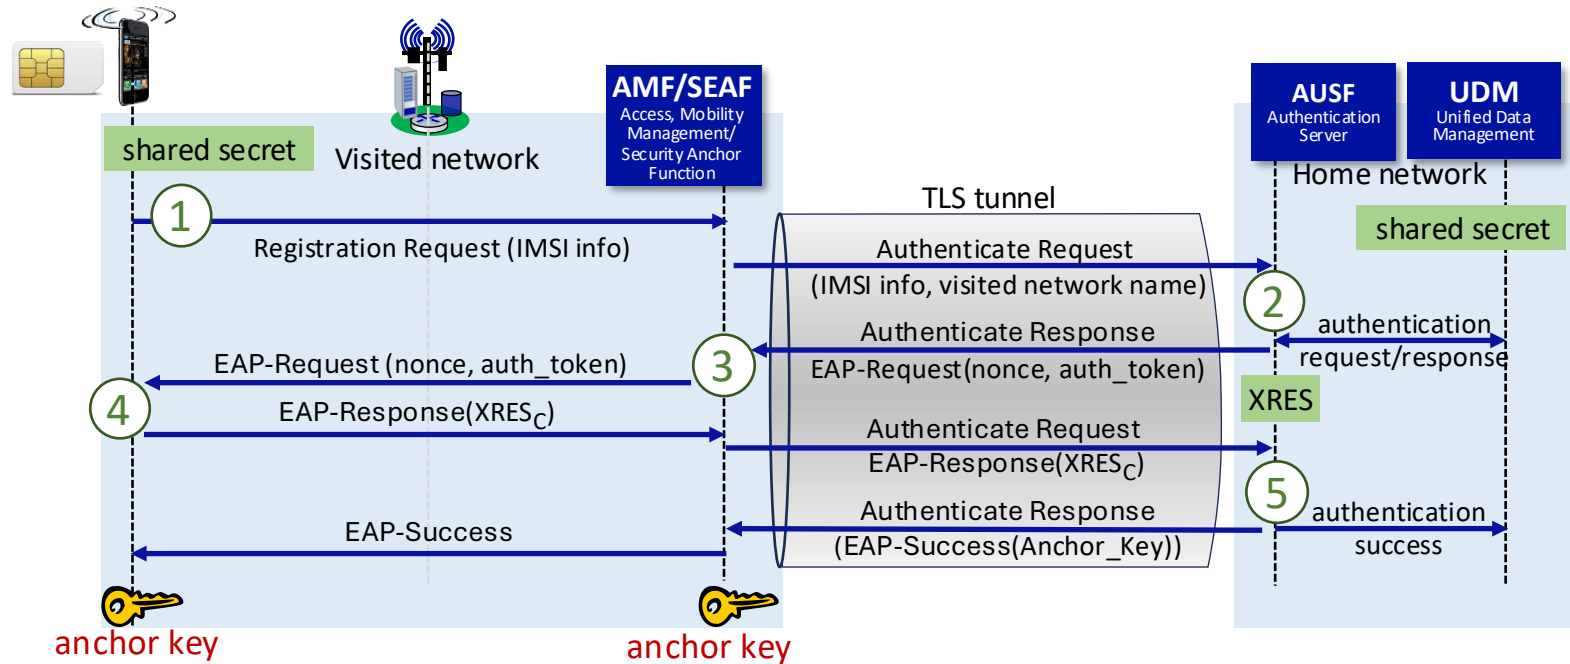 AMF/SEAF
Access, Mobility
Management/
Security Anchor
Function
AUSF
Authentication
Server
UDM
Unified Data
Management
shared secret
Visited network
Home network
TLS tunnel
shared secret
1
Registration Request (IMSI info)
Authenticate Request
(IMSI info, visited network name)
2
authentication
request/response
Authenticate Response
EAP-Request(nonce, auth_token)
3
EAP-Request (nonce, auth_token)
4
XRES
EAP-Response(XRESC)
Authenticate Request
EAP-Response(XRESC)
5
authentication
success
Authenticate Response
(EAP-Success(Anchor_Key))
EAP-Success
anchor key
anchor key